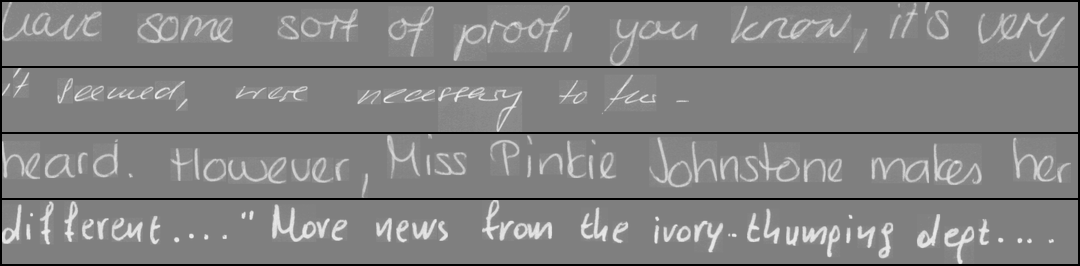 have some sort of proof, you know, it's very
it seemed, were necessary to
heard. However, Miss Pinkie Johnstone makes her
different...." More news from the ivory-thumping dept....